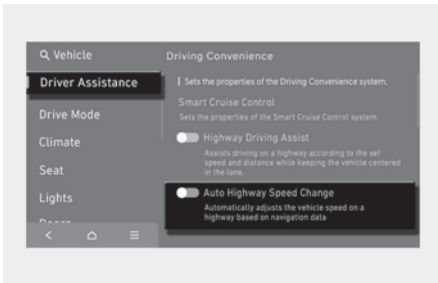 Vehicle
Driving Convenience
Driver Assistance
Sets the properties of the Driving Convenience system.
Smart Cruise Control
Drive Mode
Sets the properties of the Smart Cruise Control system.
Climate
Highway Driving Assist
Assists driving on a highway according to the set
speed and distance while keeping the vehicle centered
in the lane.
Seat
Auto Highway Speed Change
Lights
Automatically adjusts the vehicle speed on a
highway based on navigation data